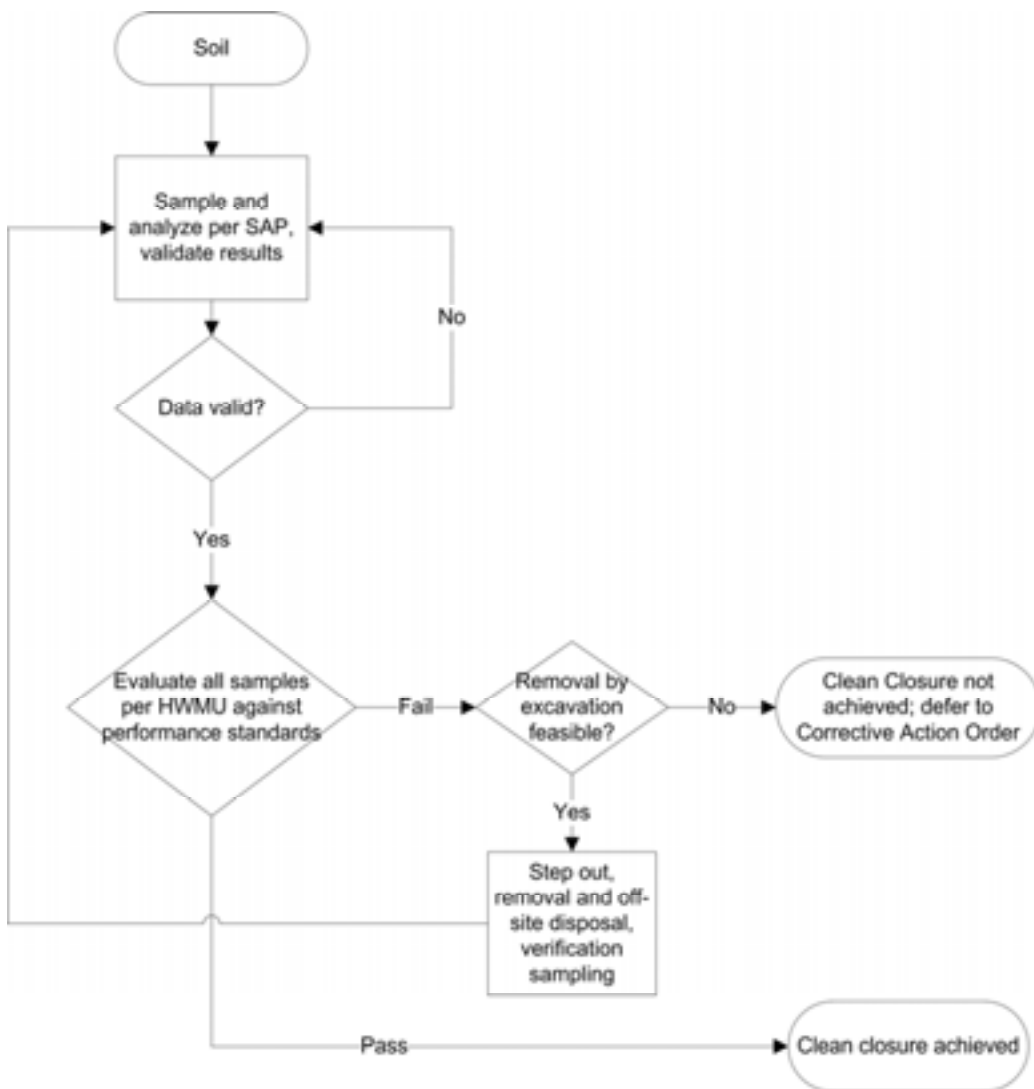 Soil
Sample and
analyze per SAP,
validate results
No
Data valid?
Yes
Evaluate all samples
per HWMU against
performance standards
Fail
Removal by
excavation
feasible?
No
Clean Closure not
achieved; defer to
Corrective Action Order
Yes
Step out,
removal and off-
site disposal,
verification
sampling
Pass
Clean closure achieved